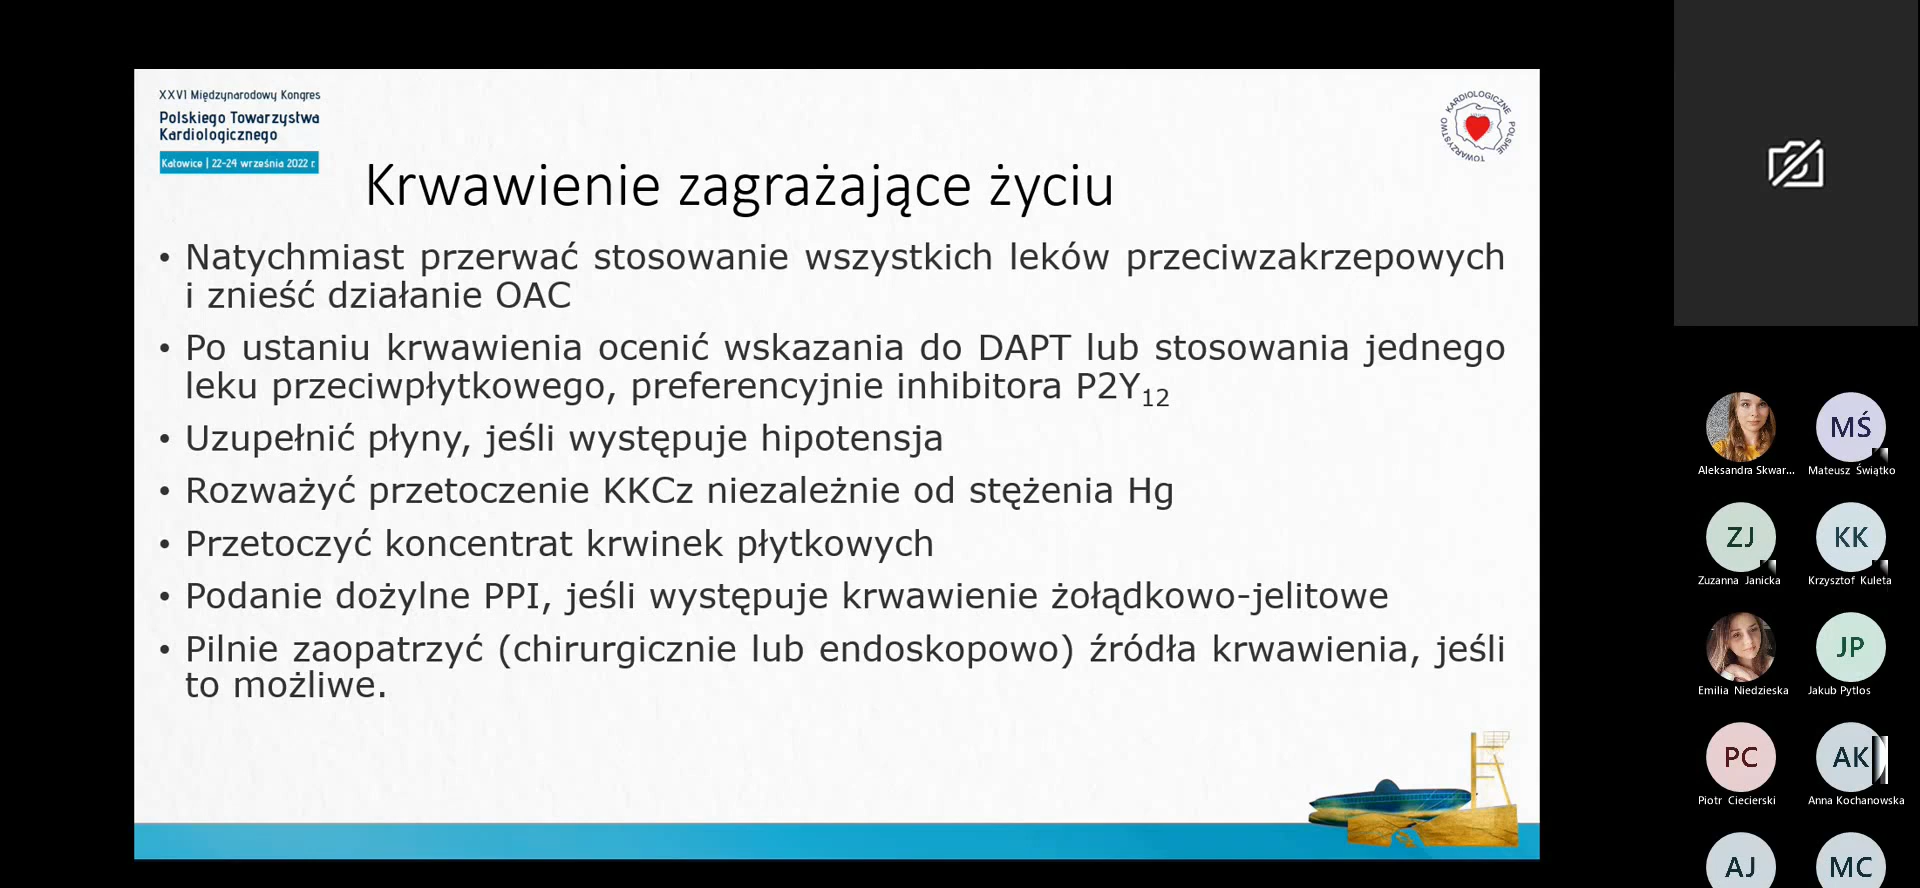 XXVI Międzynarodowy Kongres
Polskiego Towarzystwa
Kardiologicznego
Katowice | 22-24 września 2022 r.
POLSKIE TOWARZYSTWO KARDIOLOGICZNE
Krwawienie zagrażające życiu
• Natychmiast przerwać stosowanie wszystkich leków przeciwzakrzepowych
i znieść działanie OAC
• Po ustaniu krwawienia ocenić wskazania do DAPT lub stosowania jednego
leku przeciwpłytkowego, preferencyjnie inhibitora P2Y12
• Uzupełnić płyny, jeśli występuje hipotensja
• Rozważyć przetoczenie KKCz niezależnie od stężenia Hg
• Przetoczyć koncentrat krwinek płytkowych
• Podanie dożylne PPI, jeśli występuje krwawienie żołądkowo-jelitowe
• Pilnie zaopatrzyć (chirurgicznie lub endoskopowo) źródła krwawienia, jeśli
to możliwe.
MŚ
Aleksandra Skwar... Mateusz Świątko
ZJ KK
Zuzanna Janicka Krzysztof Kuleta
JP
Emilia Niedzieska Jakub Pytlos
PC AK
Piotr Ciecierski Anna Kochanowska
AJ MC